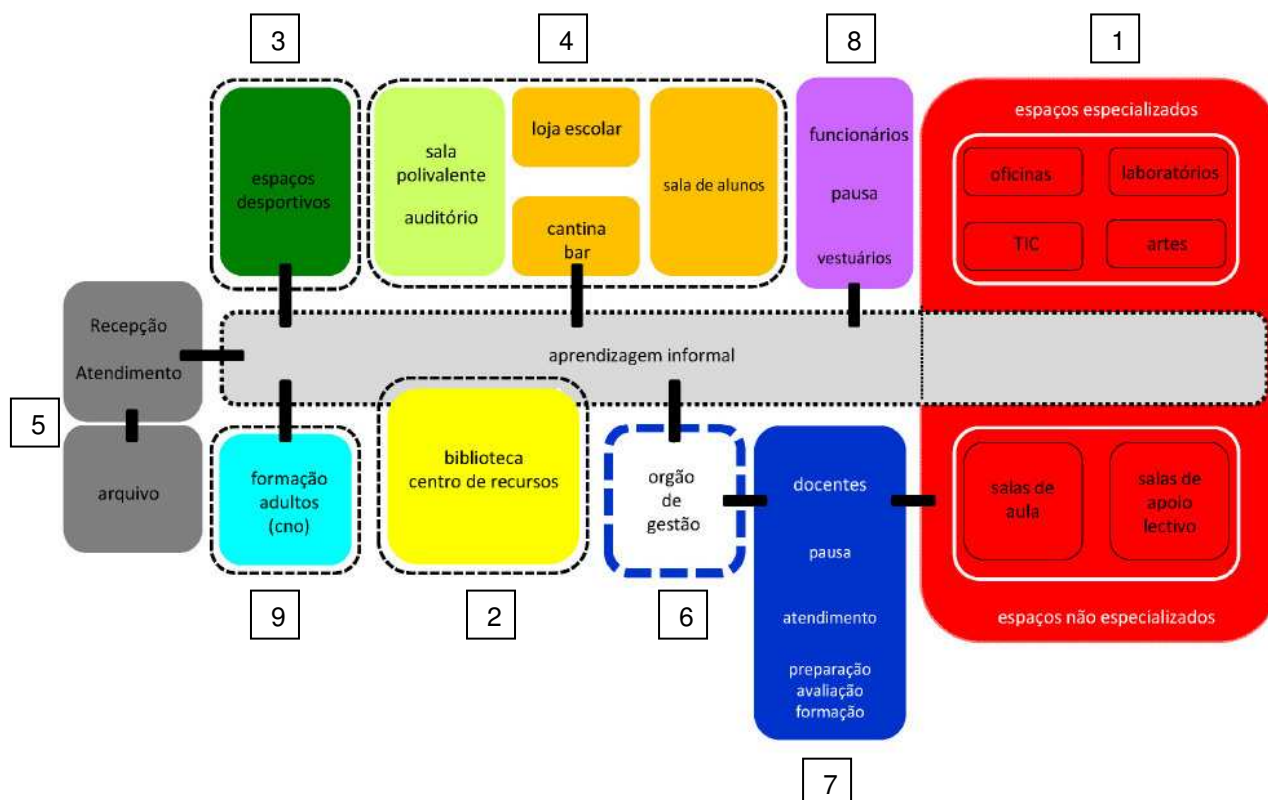 3
4
8
1
espaços
desportivos
sala
polivalente
auditório
loja escolar
cantina
bar
sala de alunos
funcionários
pausa
vestuários
espaços especializados
oficinas
laboratórios
TIC
artes
Recepção
Atendimento
aprendizagem informal
5
arquivo
formação
adultos
(cno)
biblioteca
centro de recursos
orgão
de
gestão
docentes
pausa
atendimento
preparação
avaliação
formação
salas de
aula
salas de
apoio
lectivo
espaços não especializados
9
2
6
7